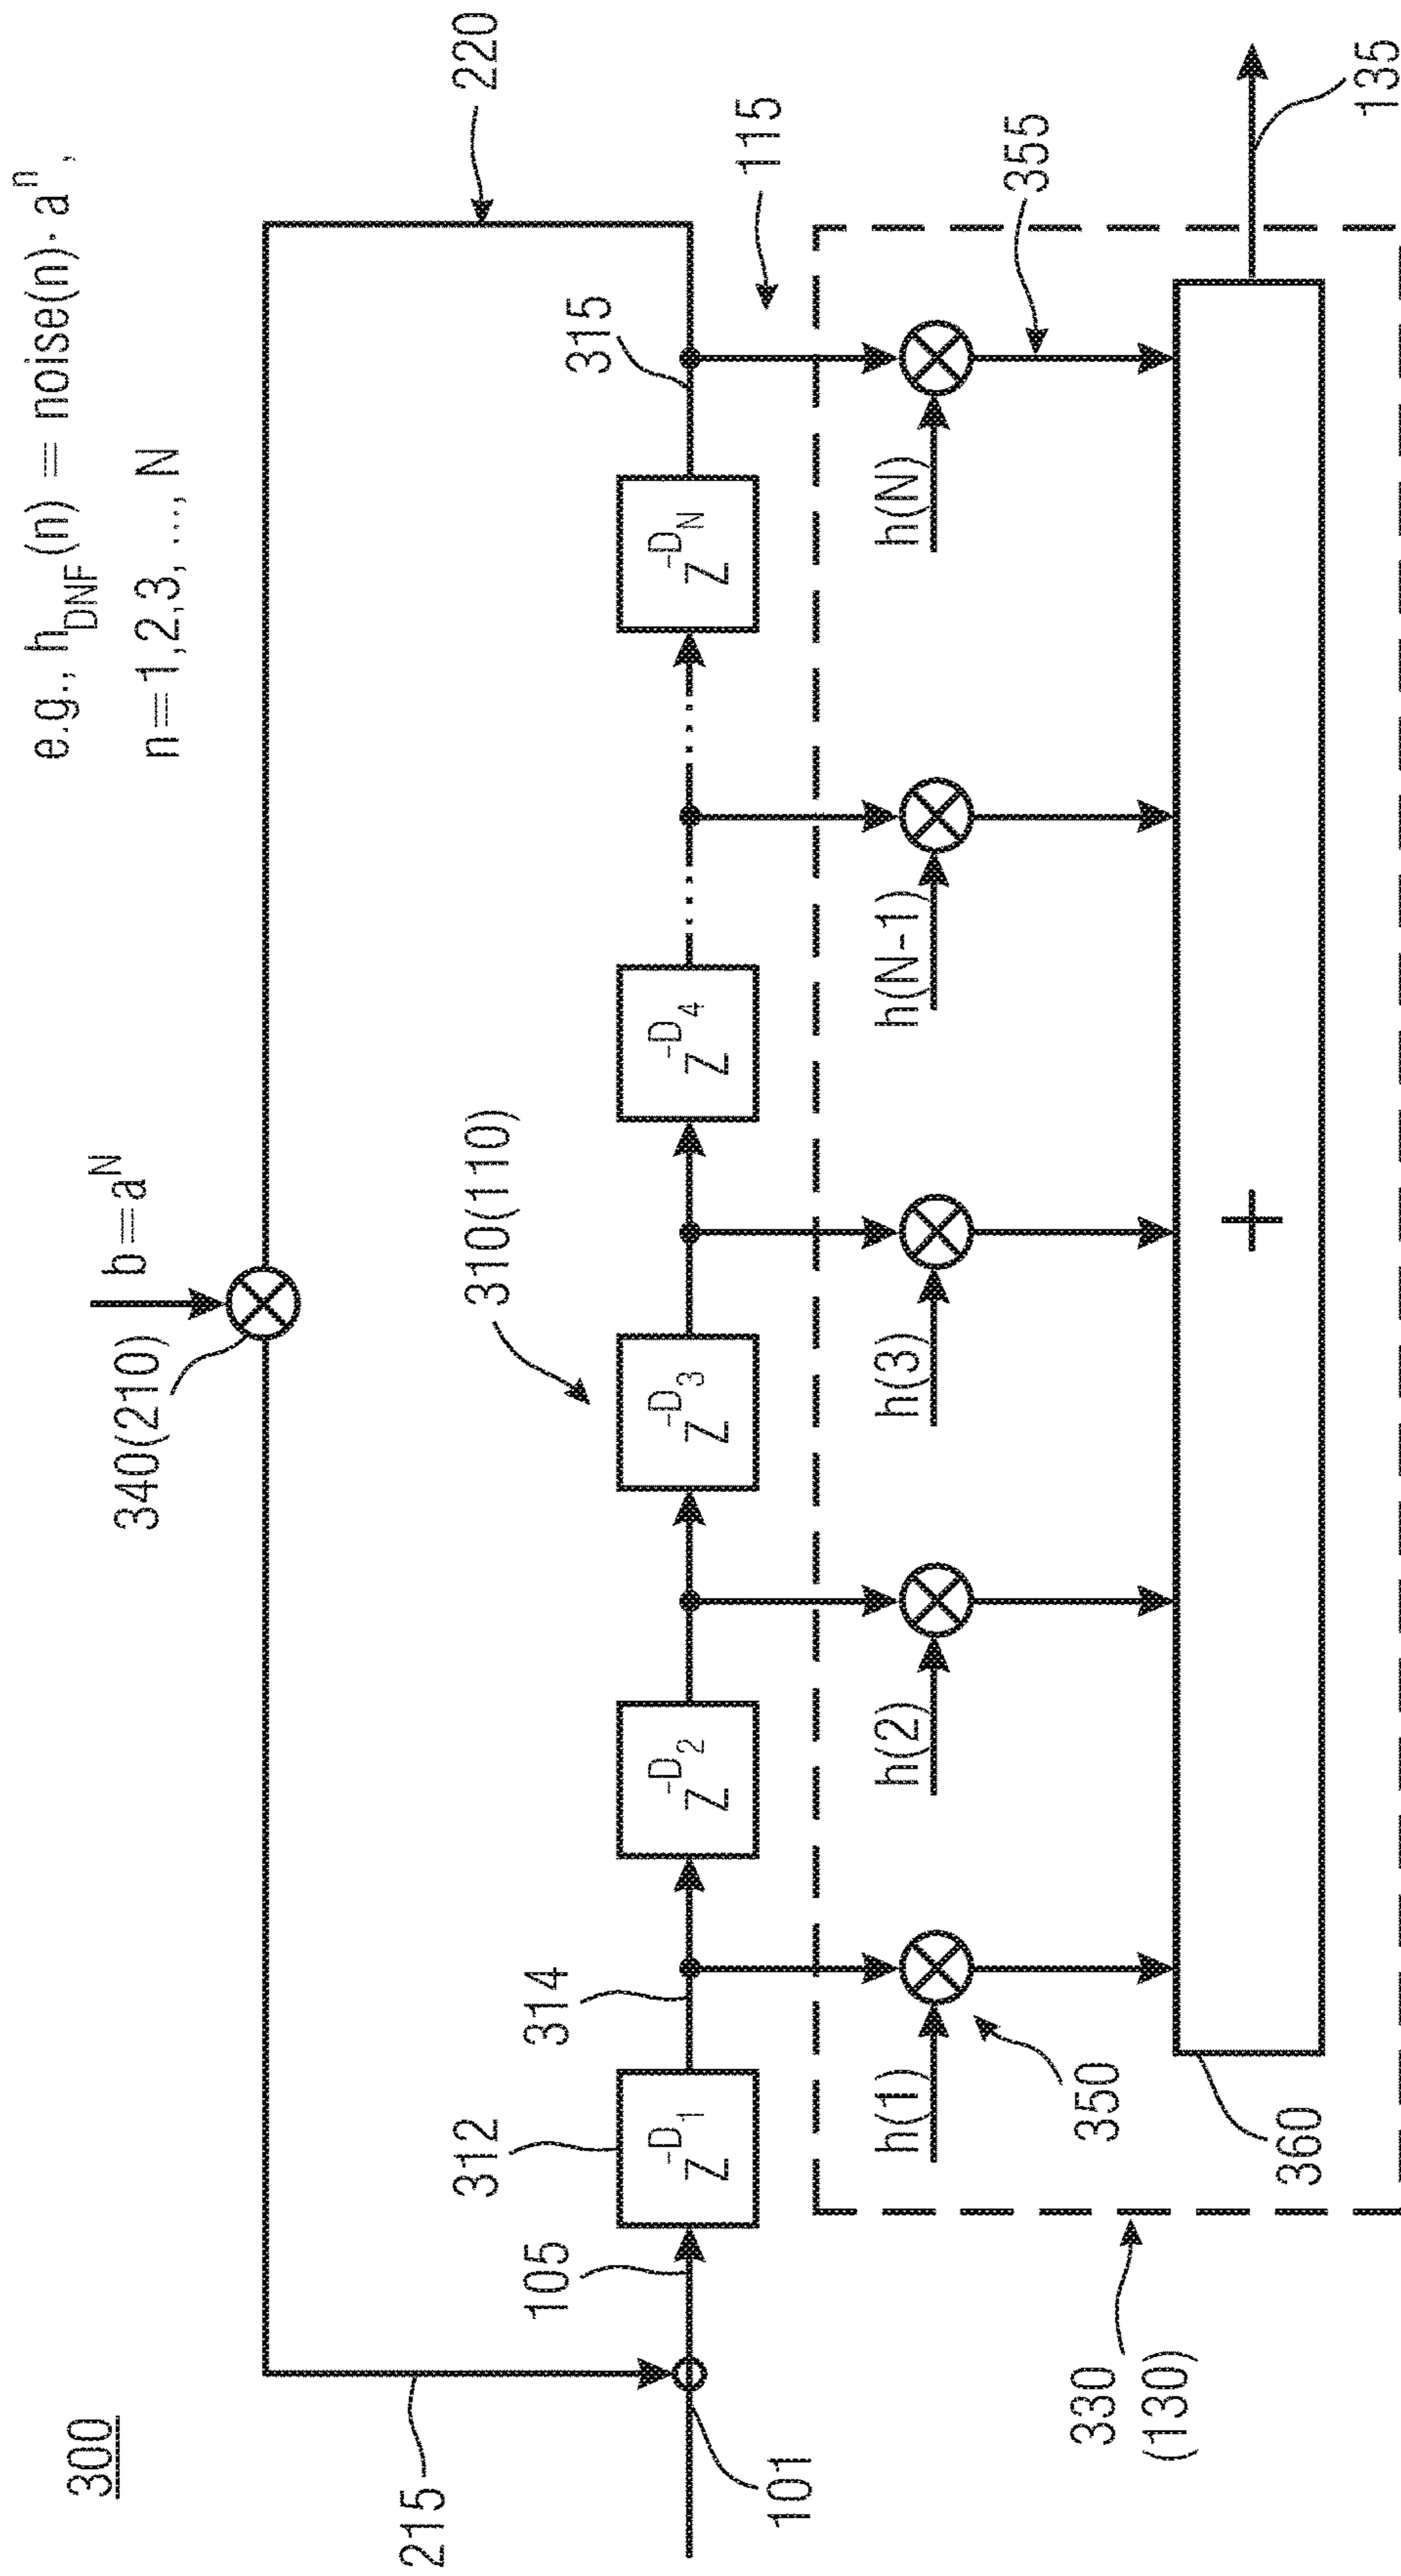 300
e.g., h_DNF(n) = noise(n)·a^n,
n=1,2,3, ..., N
b=a^N
340(210)
220
215
310(110)
315
115
314
312
105
101
z^-D_1
z^-D_2
z^-D_3
z^-D_4
z^-D_N
h(1)
h(2)
h(3)
h(N-1)
h(N)
350
355
330
(130)
+
360
135